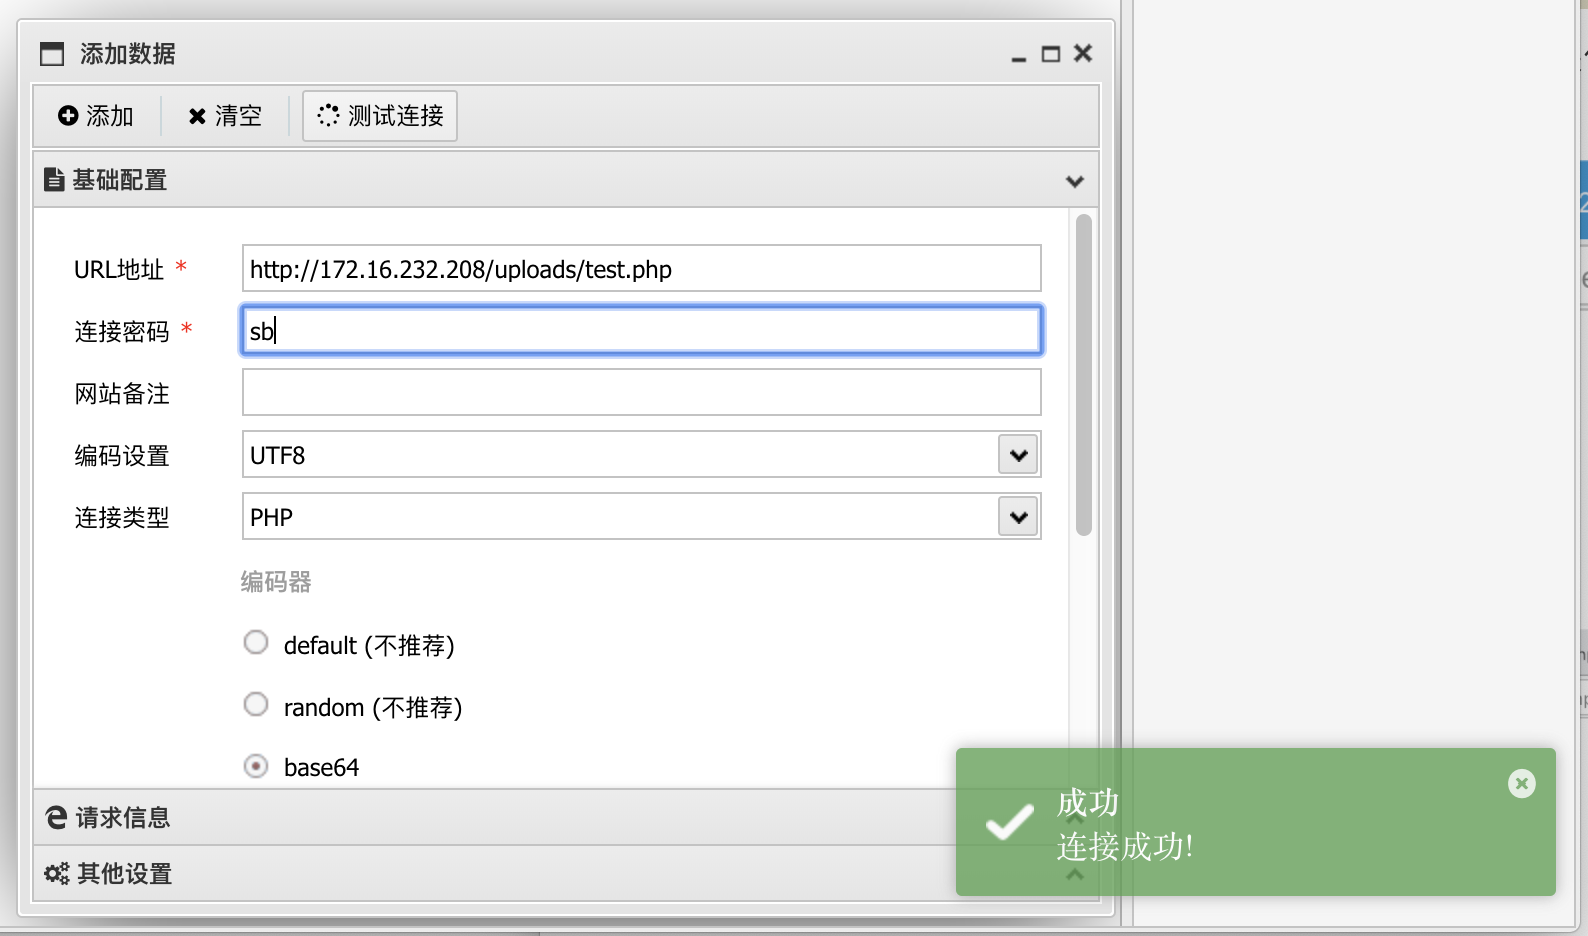 添加数据
添加
清空
测试连接
基础配置
URL地址 *
http://172.16.232.208/uploads/test.php
连接密码 *
sb
网站备注
编码设置
UTF8
连接类型
PHP
编码器
default (不推荐)
random (不推荐)
base64
请求信息
其他设置
成功
连接成功!